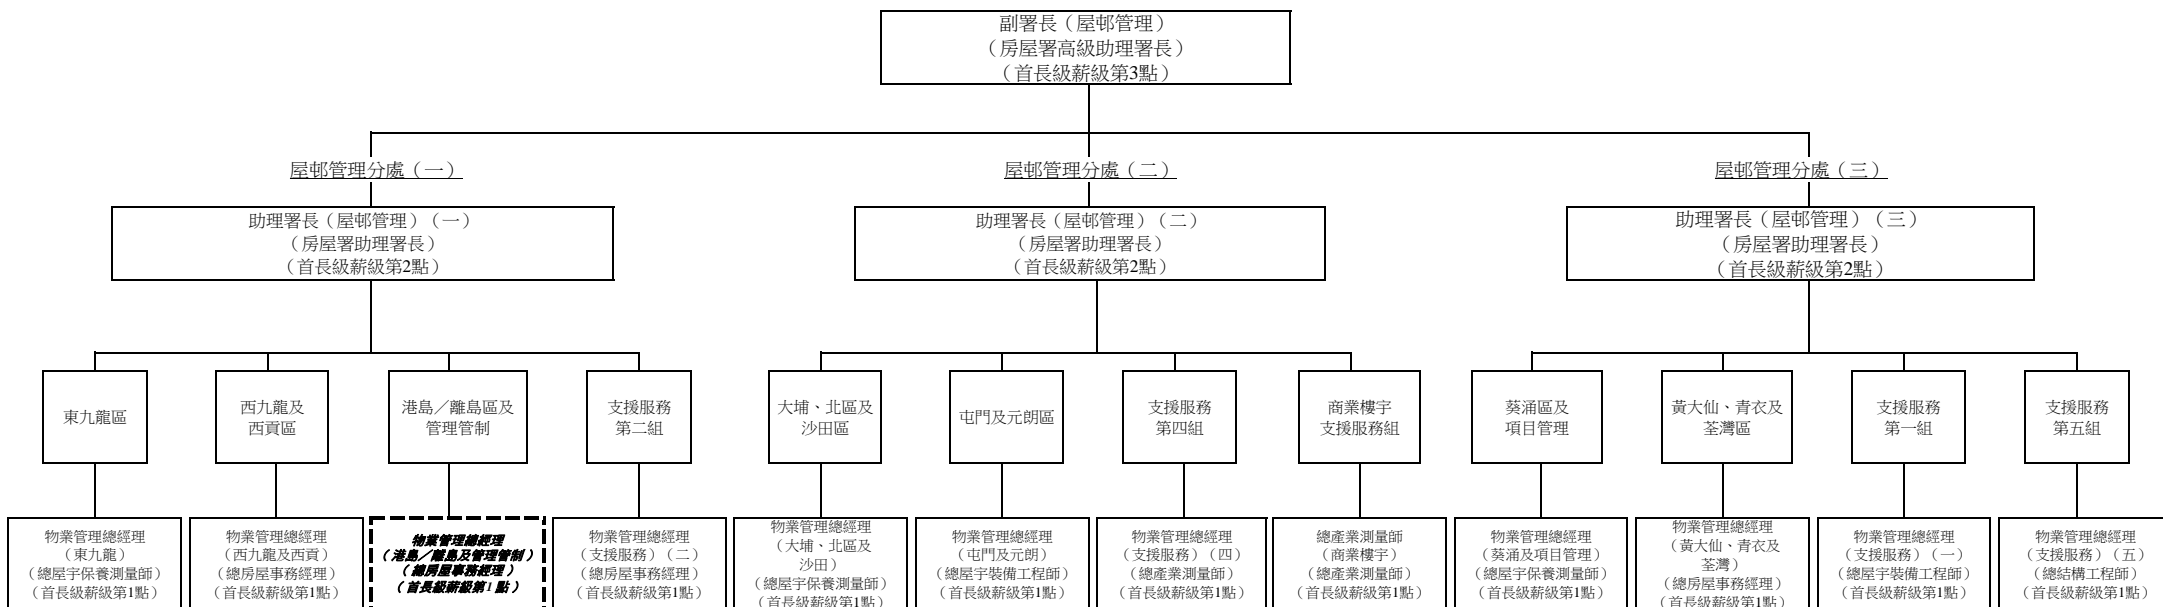 副署長（屋邨管理）
（房屋署高級助理署長）
（首長級薪級第3點）
屋邨管理分處（一）
屋邨管理分處（二）
屋邨管理分處（三）
助理署長（屋邨管理）（一）
（房屋署助理署長）
（首長級薪級第2點）
助理署長（屋邨管理）（二）
（房屋署助理署長）
（首長級薪級第2點）
助理署長（屋邨管理）（三）
（房屋署助理署長）
（首長級薪級第2點）
東九龍區
西九龍及
西貢區
港島／離島區及
管理管制
支援服務
第二組
大埔、北區及
沙田區
屯門及元朗區
支援服務
第四組
商業樓宇
支援服務組
葵涌區及
項目管理
黃大仙、青衣及
荃灣區
支援服務
第一組
支援服務
第五組
物業管理總經理
（東九龍）
（總屋宇保養測量師）
（首長級薪級第1點）
物業管理總經理
（西九龍及西貢）
（總房屋事務經理）
（首長級薪級第1點）
物業管理總經理
（港島／離島及管理管制）
（總房屋事務經理）
（首長級薪級第1點）
物業管理總經理
（支援服務）（二）
（總房屋事務經理）
（首長級薪級第1點）
物業管理總經理
（大埔、北區及
沙田）
（總屋宇保養測量師）
（首長級薪級第1點）
物業管理總經理
（屯門及元朗）
（總屋宇裝備工程師）
（首長級薪級第1點）
物業管理總經理
（支援服務）（四）
（總產業測量師）
（首長級薪級第1點）
總產業測量師
（商業樓宇）
（總產業測量師）
（首長級薪級第1點）
物業管理總經理
（葵涌及項目管理）
（總屋宇保養測量師）
（首長級薪級第1點）
物業管理總經理
（黃大仙、青衣及
荃灣）
（總房屋事務經理）
（首長級薪級第1點）
物業管理總經理
（支援服務）（一）
（總屋宇裝備工程師）
（首長級薪級第1點）
物業管理總經理
（支援服務）（五）
（總結構工程師）
（首長級薪級第1點）